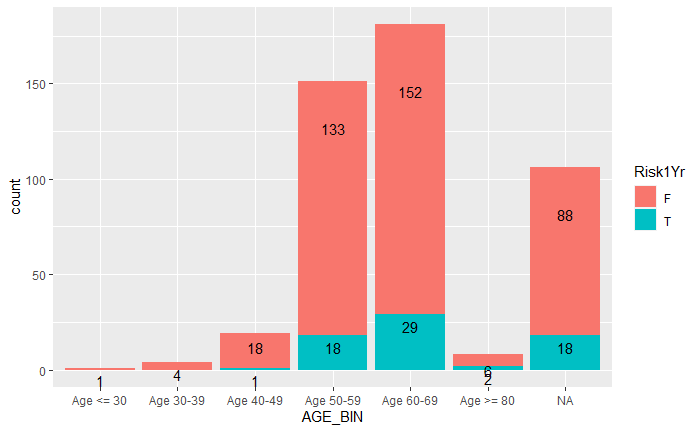 150
100
50
0
count
133
152
88
18
18
29
18
1
4
1
6
2
Age <= 30
Age 30-39
Age 40-49
Age 50-59
Age 60-69
Age >= 80
NA
AGE_BIN
Risk1Yr
F
T